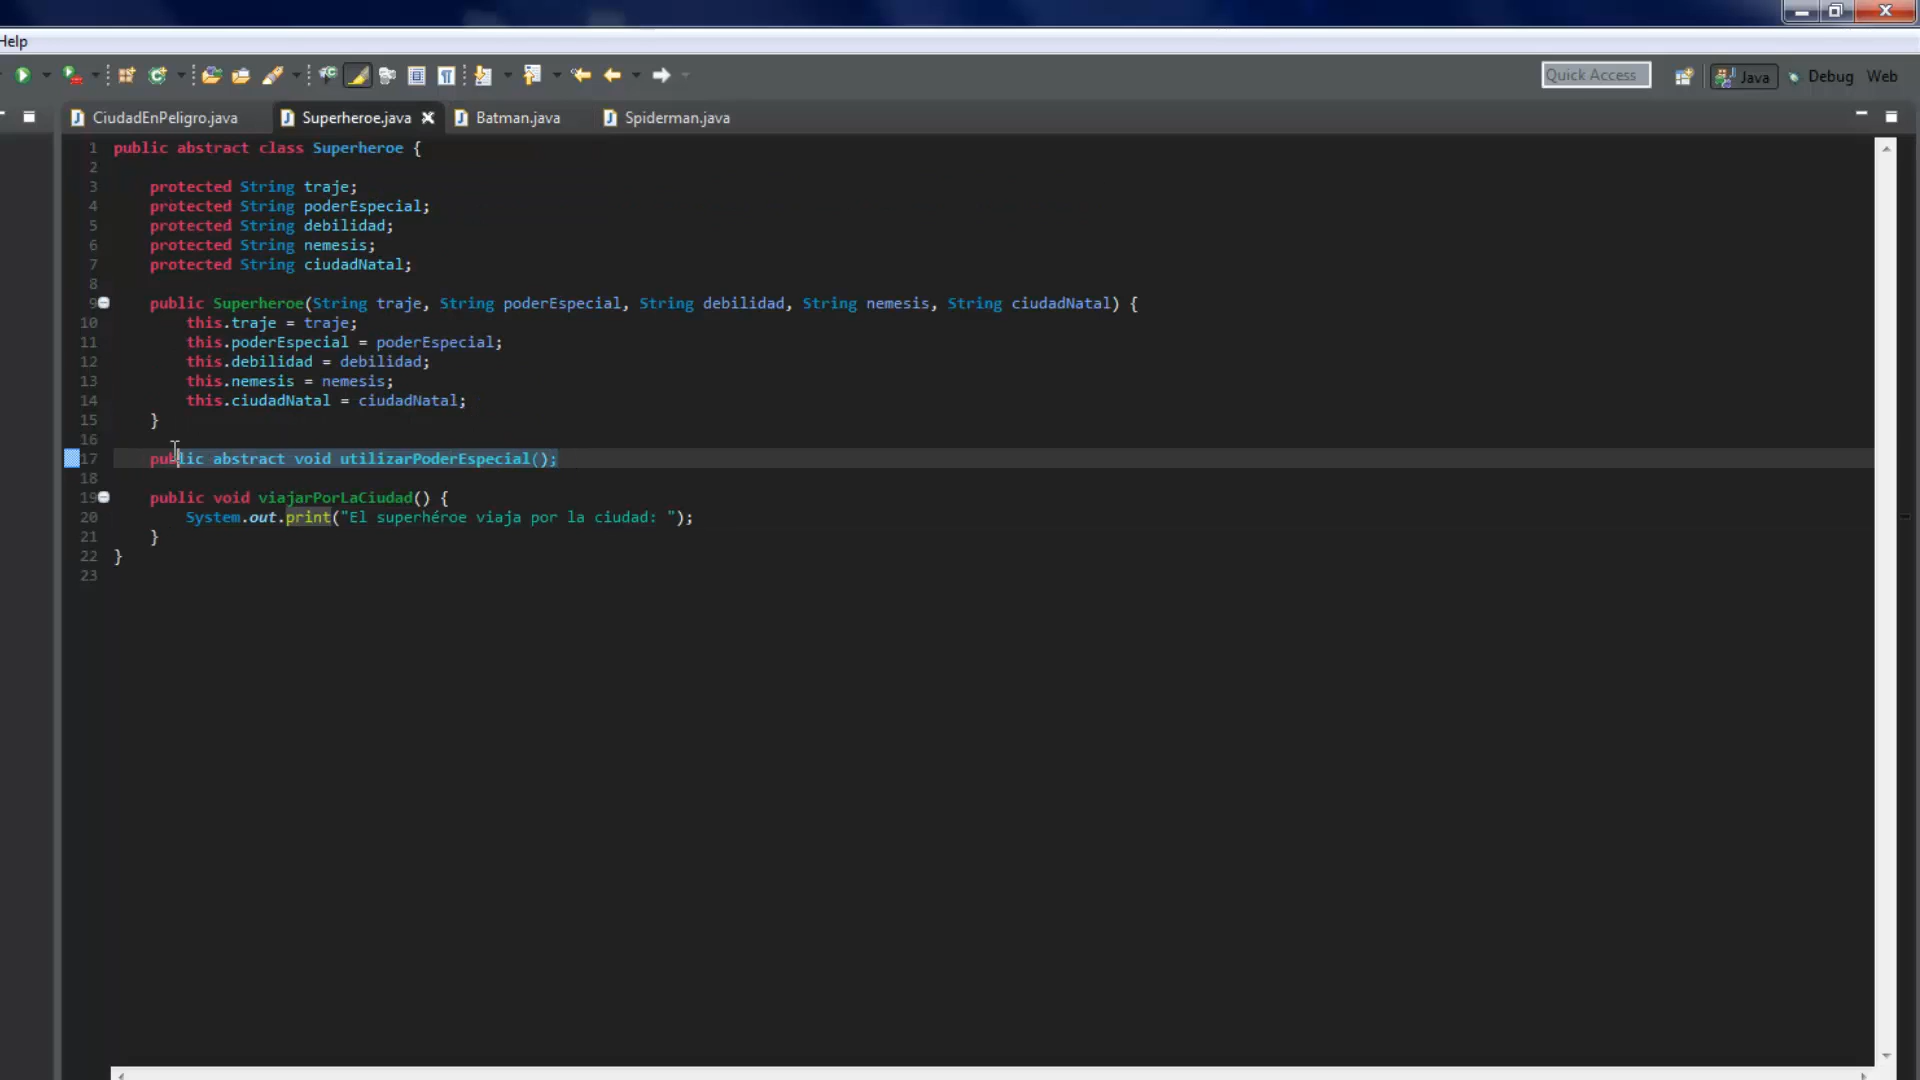 Help
Quick Access
Java
Debug
Web
CiudadEnPeligro.java
Superheroe.java
Batman.java
Spiderman.java
1 public abstract class Superheroe {
2
3 protected String traje;
4 protected String poderEspecial;
5 protected String debilidad;
6 protected String nemesis;
7 protected String ciudadNatal;
8
9 public Superheroe(String traje, String poderEspecial, String debilidad, String nemesis, String ciudadNatal) {
10 this.traje = traje;
11 this.poderEspecial = poderEspecial;
12 this.debilidad = debilidad;
13 this.nemesis = nemesis;
14 this.ciudadNatal = ciudadNatal;
15 }
16
17 public abstract void utilizarPoderEspecial();
18
19 public void viajarPorLaCiudad() {
20 System.out.print("El superhéroe viaja por la ciudad: ");
21 }
22 }
23